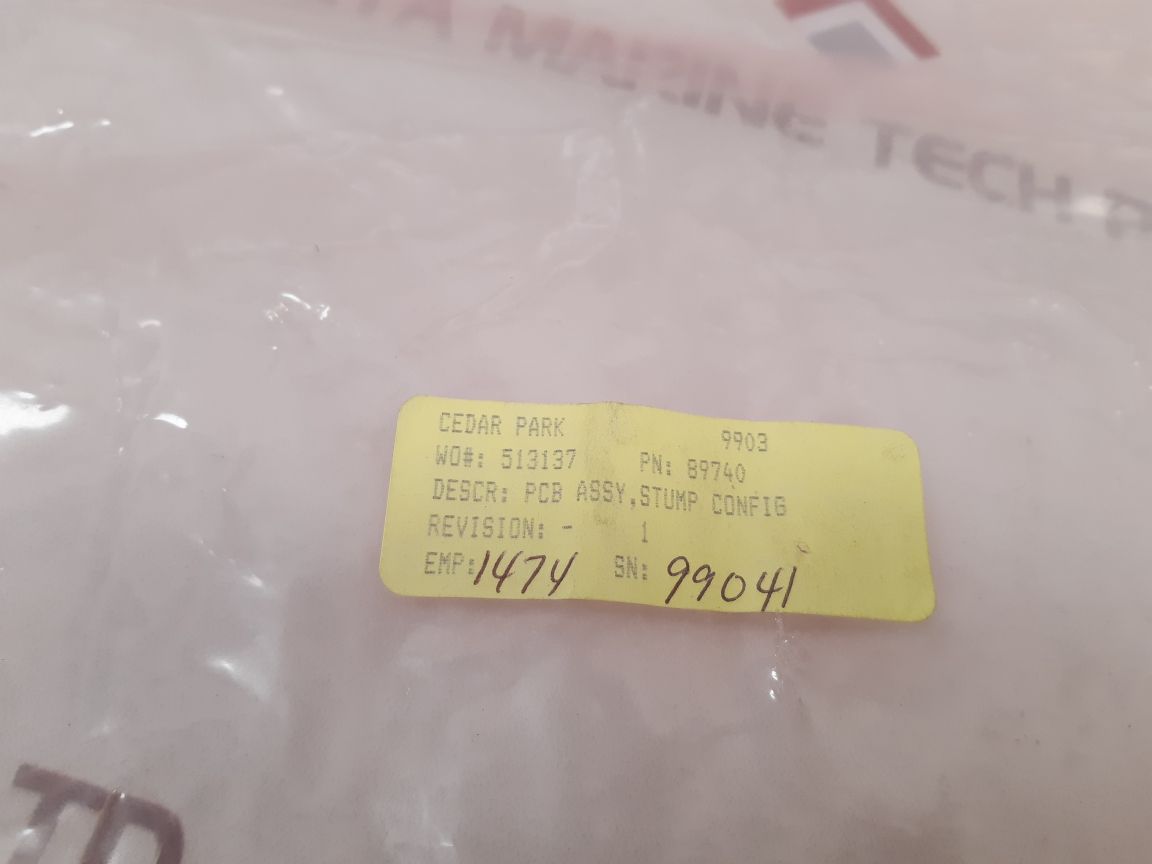 MARINE TECH
CEDAR PARK 9903
WO#: 513137 PN: 89740
DESCR: PCB ASSY,STUMP CONFIG
REVISION: - 1
EMP: 1474 SN: 99041